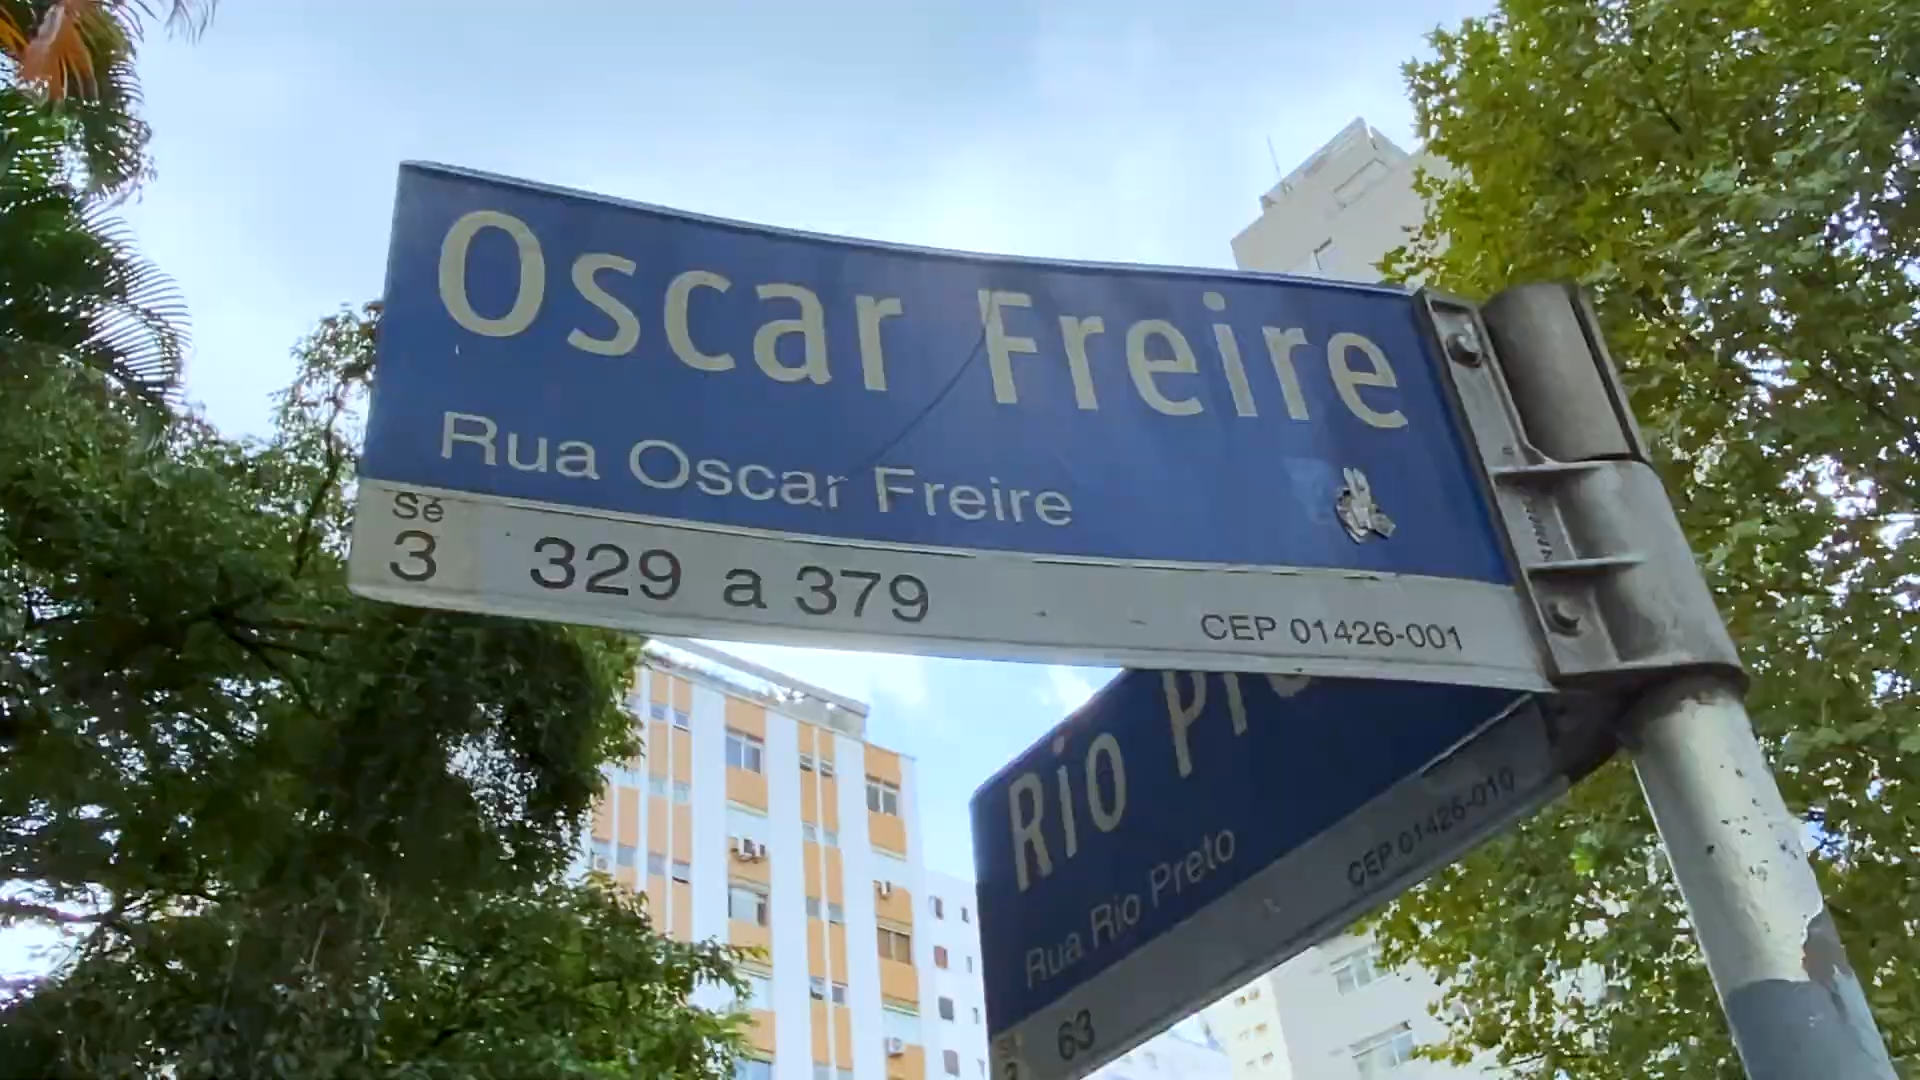 Oscar Freire
Rua Oscar Freire
Sé
3 329 a 379
CEP 01426-001
Rio
Rua Rio Preto
CEP 01426-010
63